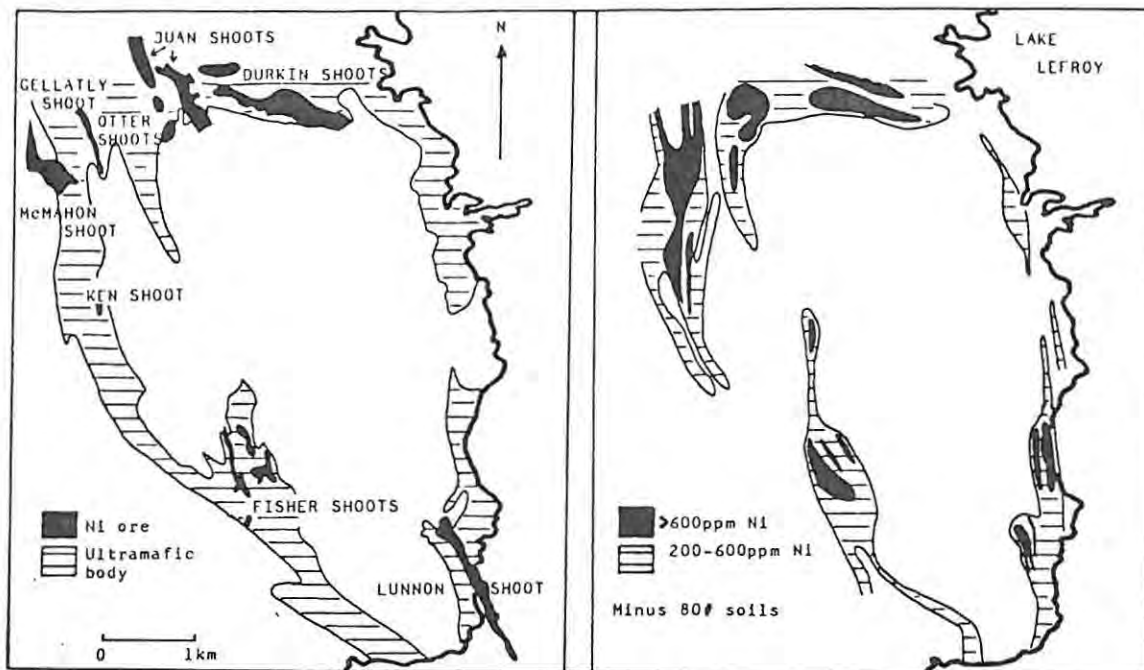 JUAN SHOOTS
N
DURKIN SHOOTS
GELLATLY
SHOOT
OTTER
SHOOTS
McMAHON
SHOOT
KEN SHOOT
FISHER SHOOTS
Ni ore
Ultramafic
body
LUNNON SHOOT
0 1km
LAKE
LEFROY
>600ppm Ni
200-600ppm Ni
Minus 80# soils